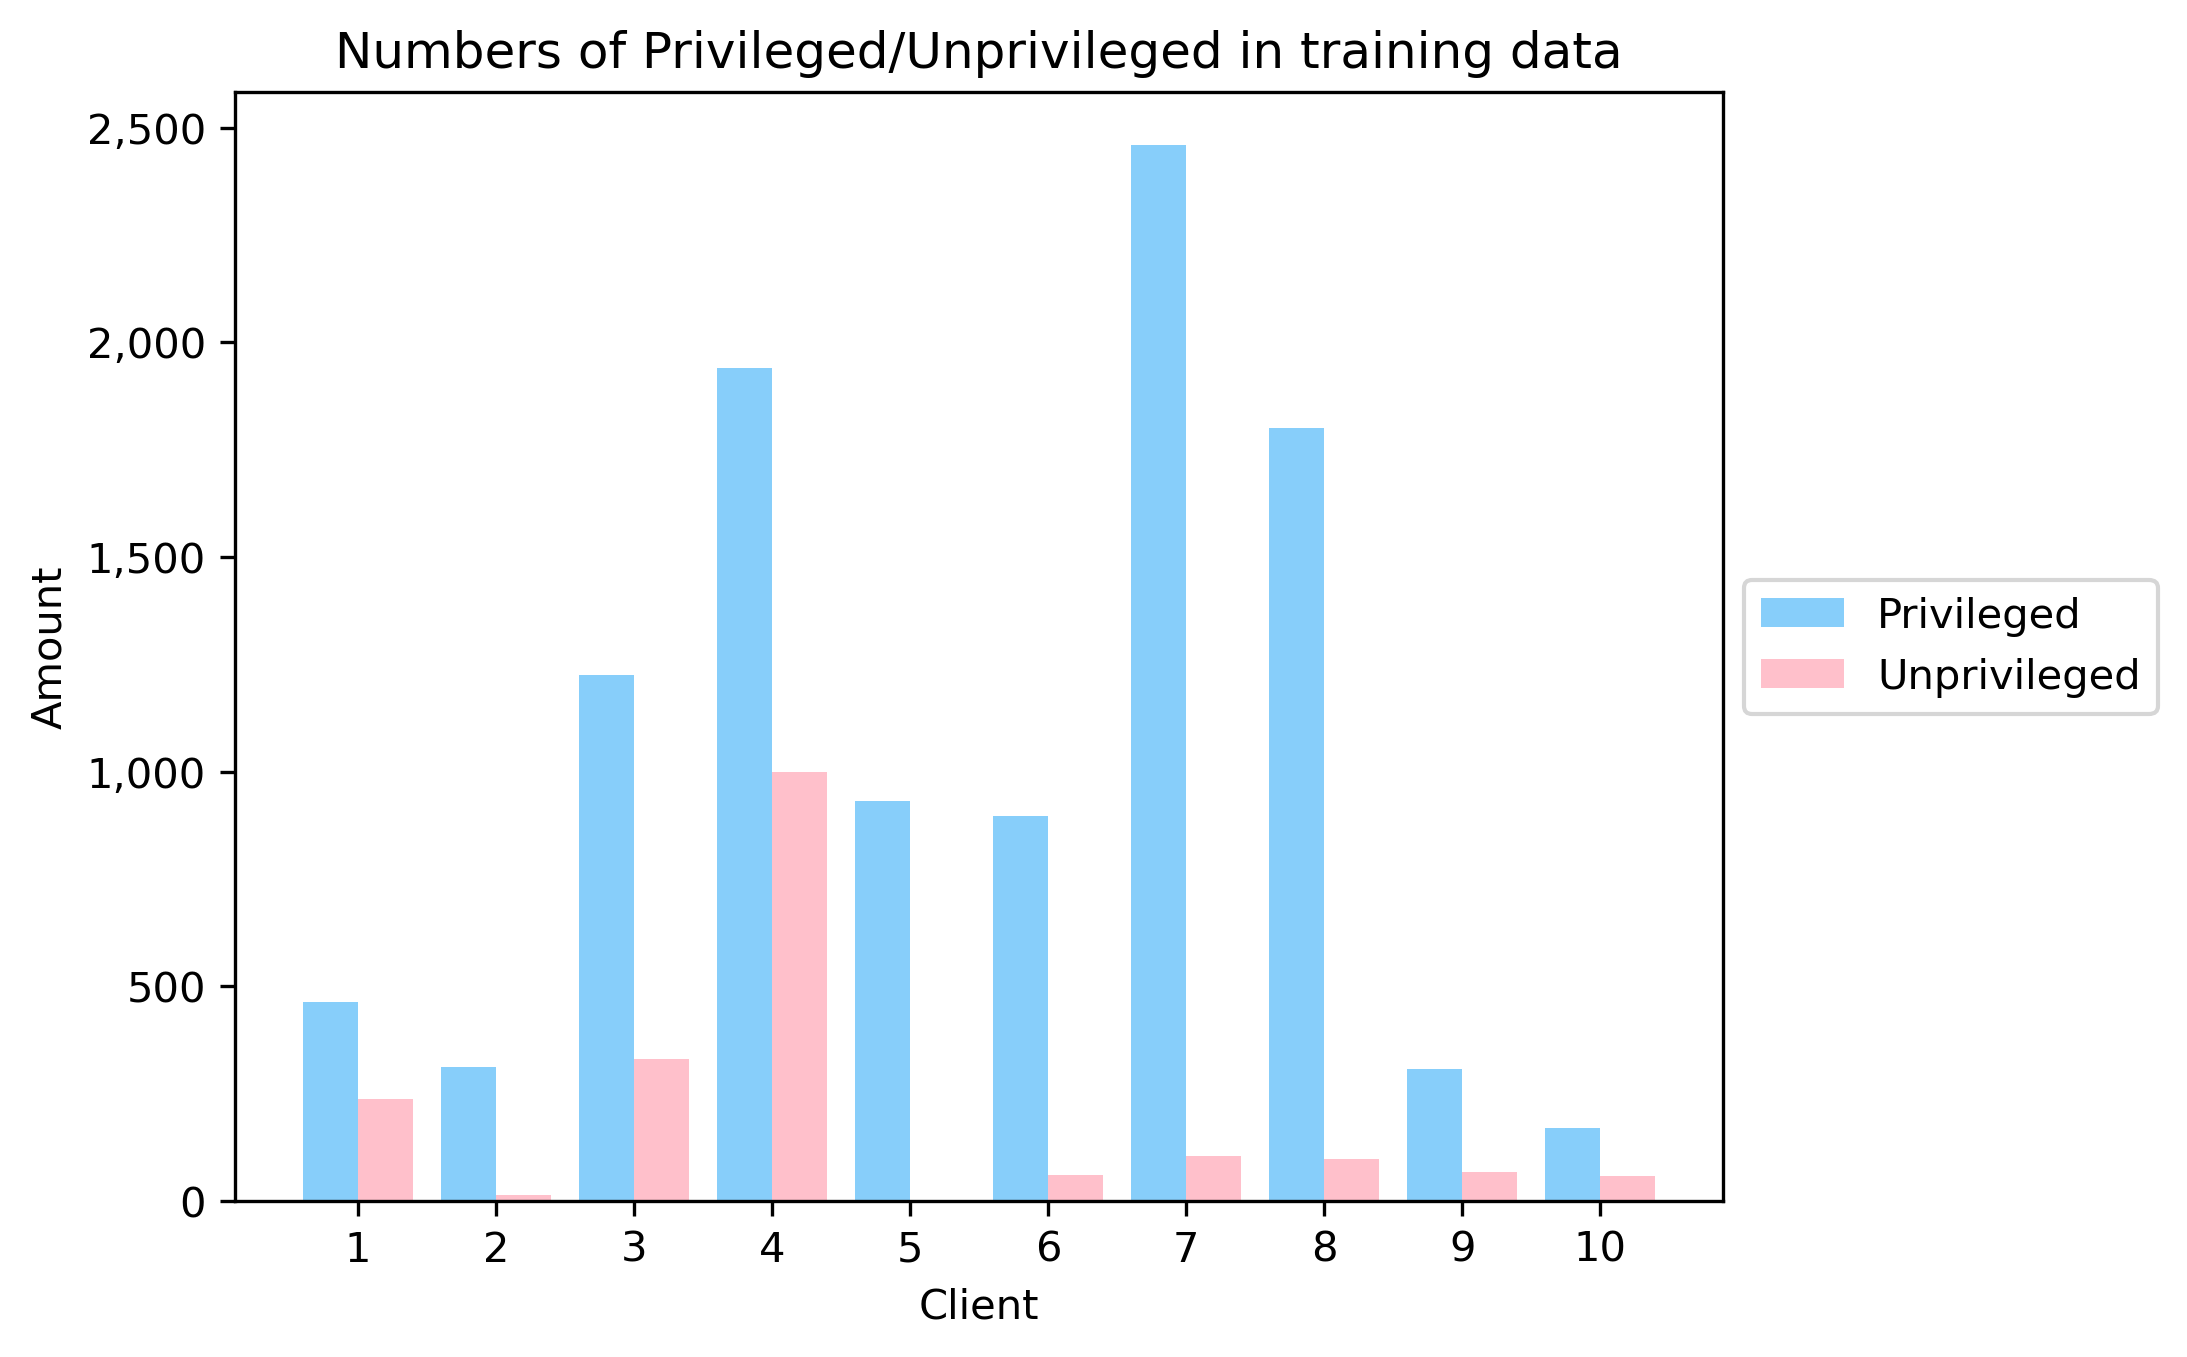 Numbers of Privileged/Unprivileged in training data
2,500
2,000
1,500
1,000
500
0
Amount
1 2 3 4 5 6 7 8 9 10
Client
Privileged
Unprivileged